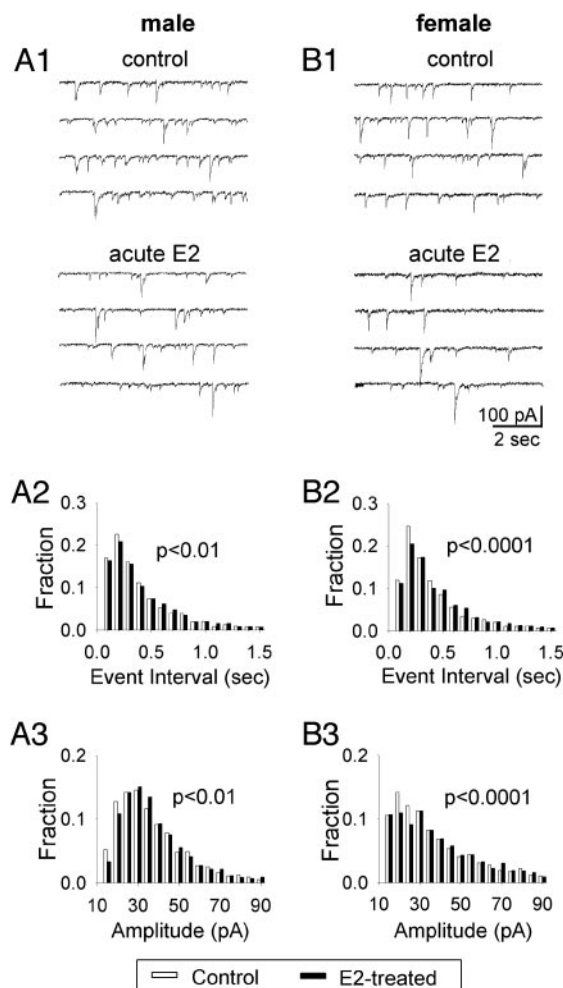 male female
A1 B1
control control
acute E2 acute E2
100 pA
2 sec
A2 B2
0.3 0.3
p<0.01 p<0.0001
0.2 0.2
Fraction Fraction
0.1 0.1
0.0 0.0
0.0 0.5 1.0 1.5 0.0 0.5 1.0 1.5
Event Interval (sec) Event Interval (sec)
A3 B3
0.2 0.2
p<0.01 p<0.0001
Fraction Fraction
0.1 0.1
0.0 0.0
10 30 50 70 90 10 30 50 70 90
Amplitude (pA) Amplitude (pA)
Control E2-treated